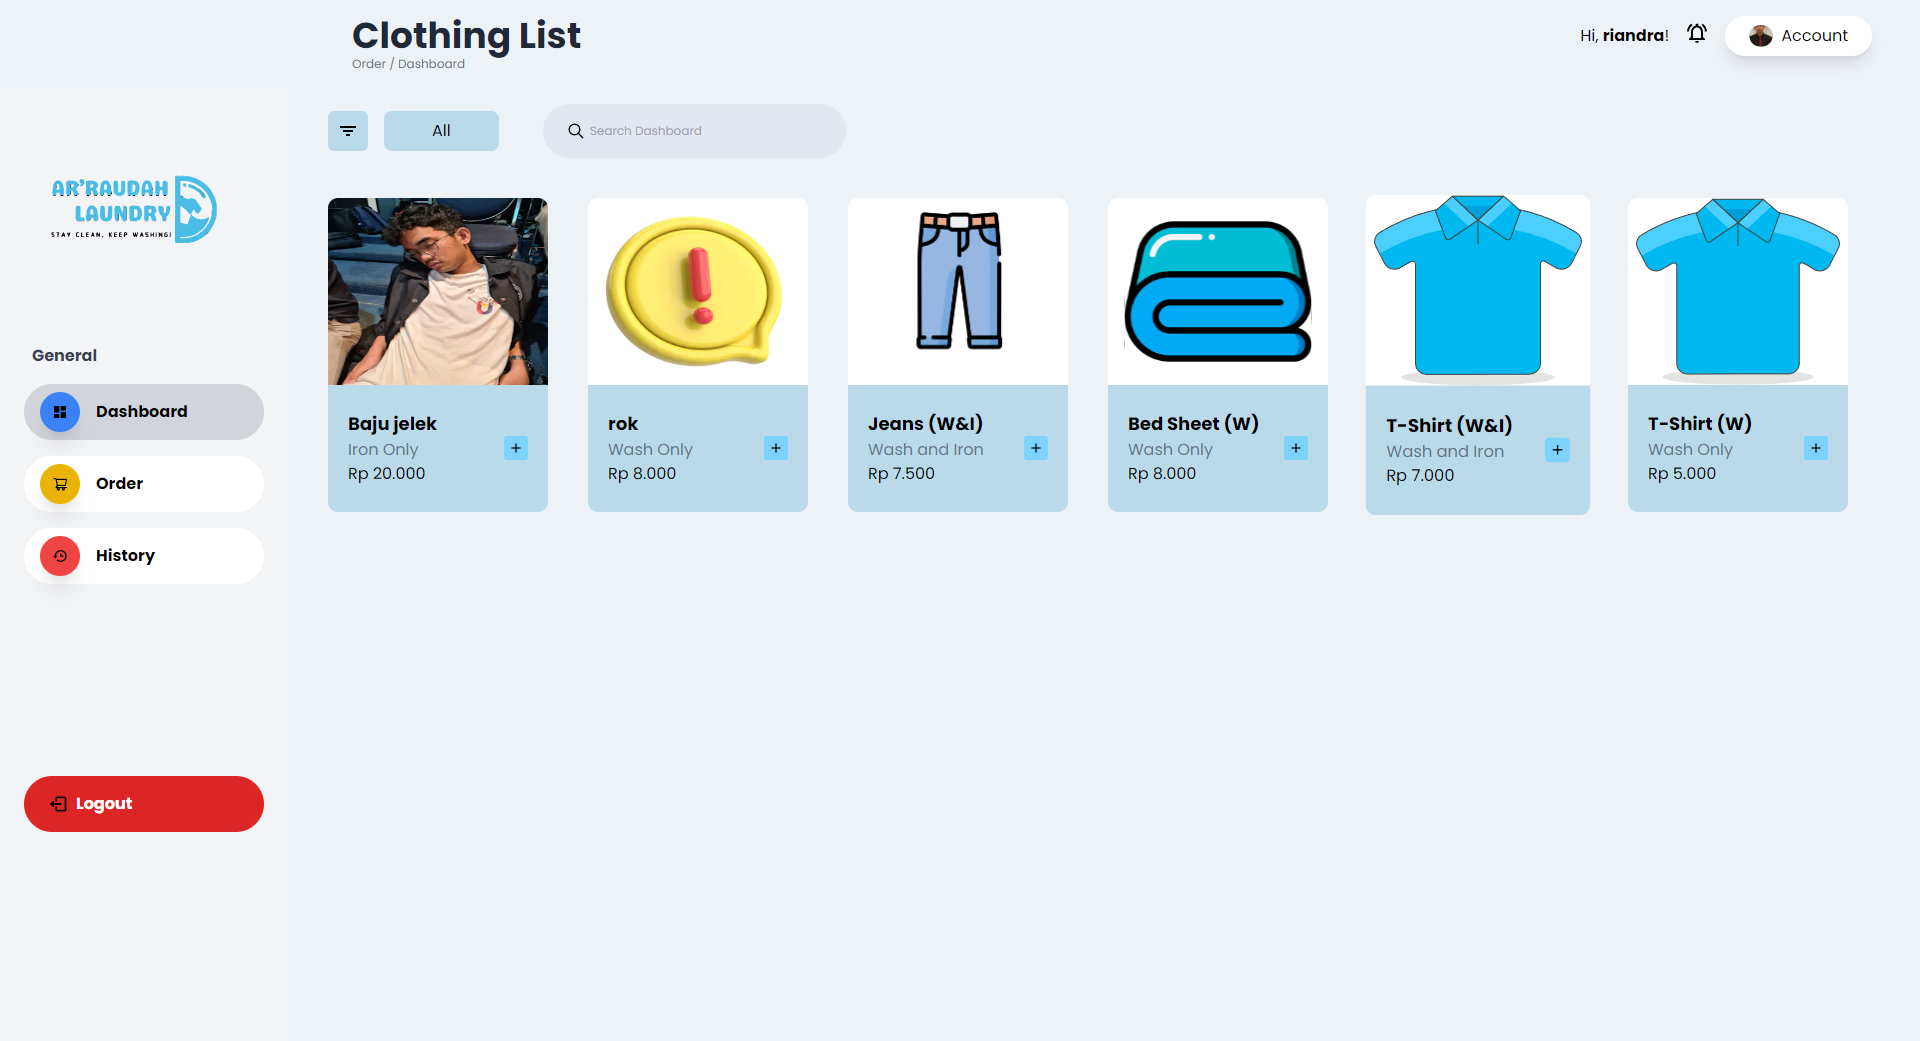 Clothing List
Order / Dashboard
Hi, riandra!
Account
All
Search Dashboard
AR'RAUDAH
LAUNDRY
STAY CLEAN, KEEP WASHING!
General
Dashboard
Order
History
Logout
Baju jelek
Iron Only
Rp 20.000
+
rok
Wash Only
Rp 8.000
+
Jeans (W&I)
Wash and Iron
Rp 7.500
+
Bed Sheet (W)
Wash Only
Rp 8.000
+
T-Shirt (W&I)
Wash and Iron
Rp 7.000
+
T-Shirt (W)
Wash Only
Rp 5.000
+